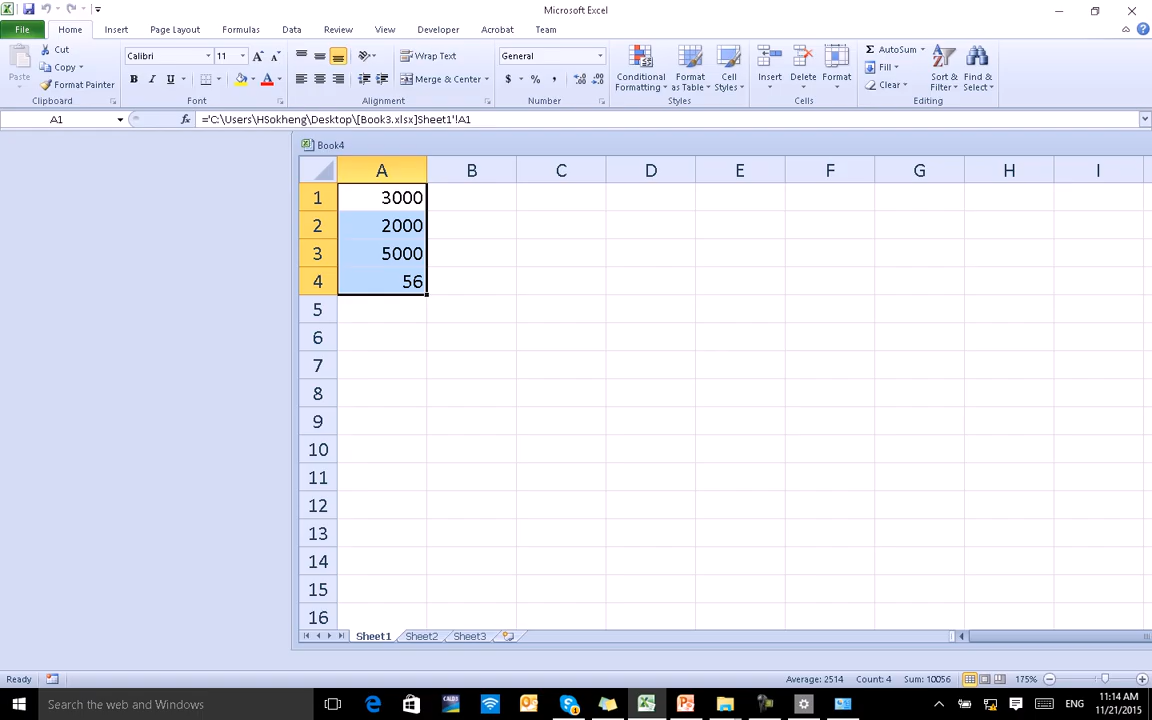 Microsoft Excel
File Home Insert Page Layout Formulas Data Review View Developer Acrobat Team
Paste
Cut
Copy
Format Painter
Clipboard
Calibri 11 A A
B I U A
Font
Wrap Text
Merge & Center
Alignment
General
$ % ,
Number
Conditional Formatting
Format as Table
Cell Styles
Styles
Insert Delete Format
Cells
Σ AutoSum
Fill
Clear
Sort & Filter
Find & Select
Editing
A1 fx ='C:\Users\HSokheng\Desktop\[Book3.xlsx]Sheet1'!A1
Book4
A B C D E F G H I
1 3000
2 2000
3 5000
4 56
5
6
7
8
9
10
11
12
13
14
15
16
Sheet1 Sheet2 Sheet3
Ready Average: 2514 Count: 4 Sum: 10056 175%
Search the web and Windows
ENG
11:14 AM
11/21/2015